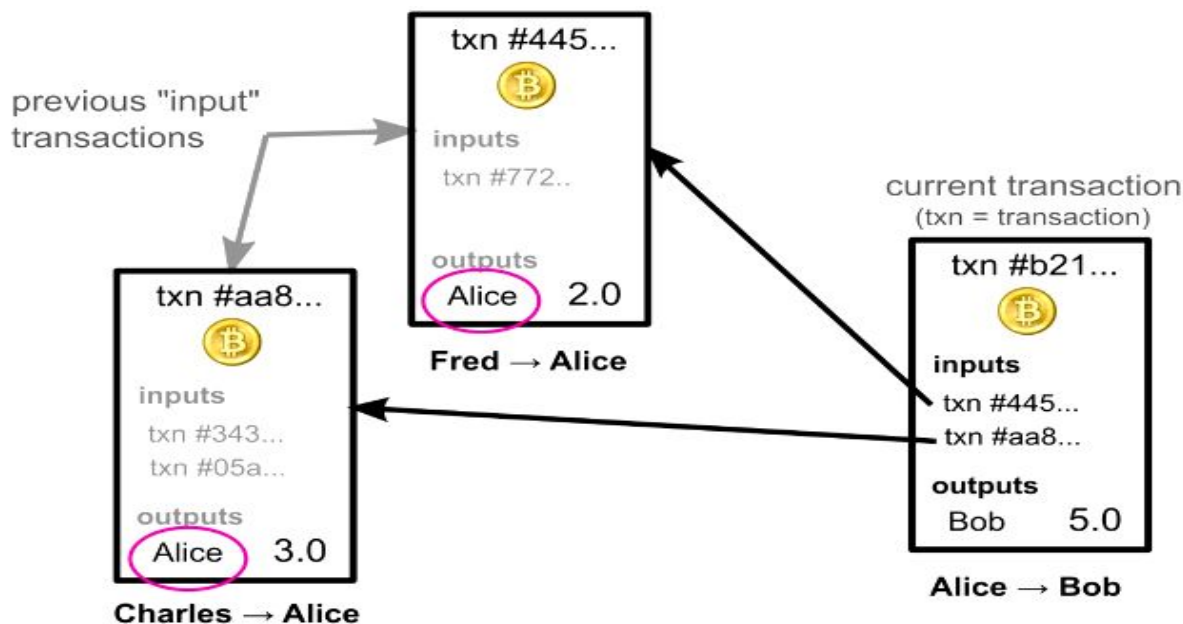 txn #445...
previous "input"
transactions
inputs
txn #772..
outputs
Alice 2.0
Fred → Alice
txn #aa8...
inputs
txn #343...
txn #05a...
outputs
Alice 3.0
Charles → Alice
current transaction
(txn = transaction)
txn #b21...
inputs
txn #445...
txn #aa8...
outputs
Bob 5.0
Alice → Bob